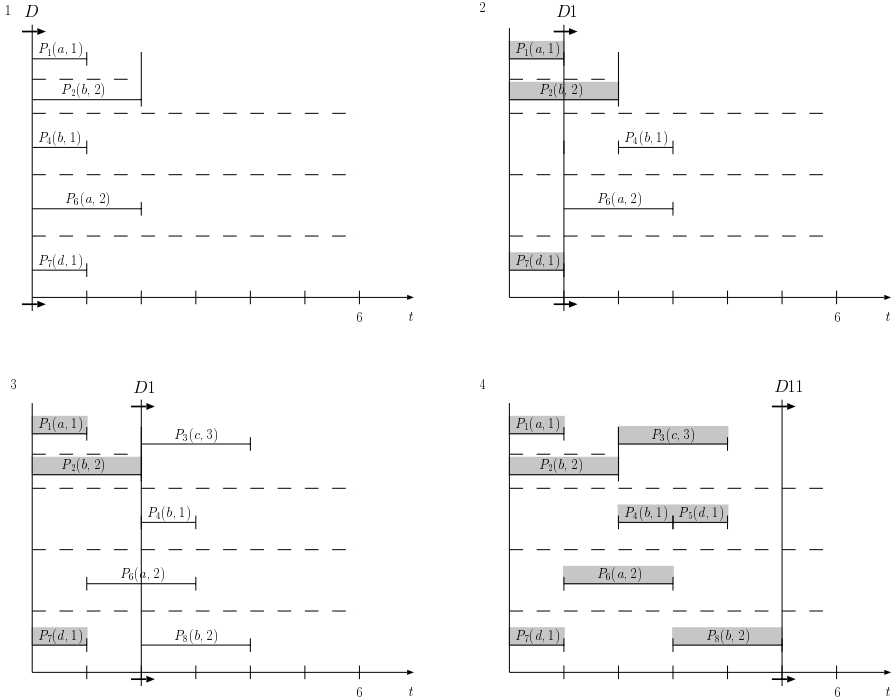 1 D
P₁(a, 1)
P₂(b, 2)
P₄(b, 1)
P₆(a, 2)
P₇(d, 1)
6 t
2 D1
P₁(a, 1)
P₂(b, 2)
P₄(b, 1)
P₆(a, 2)
P₇(d, 1)
6 t
3 D1
P₁(a, 1)
P₃(c, 3)
P₂(b, 2)
P₄(b, 1)
P₆(a, 2)
P₇(d, 1) P₈(b, 2)
6 t
4 D11
P₁(a, 1)
P₃(c, 3)
P₂(b, 2)
P₄(b, 1) P₅(d, 1)
P₆(a, 2)
P₇(d, 1) P₈(b, 2)
6 t